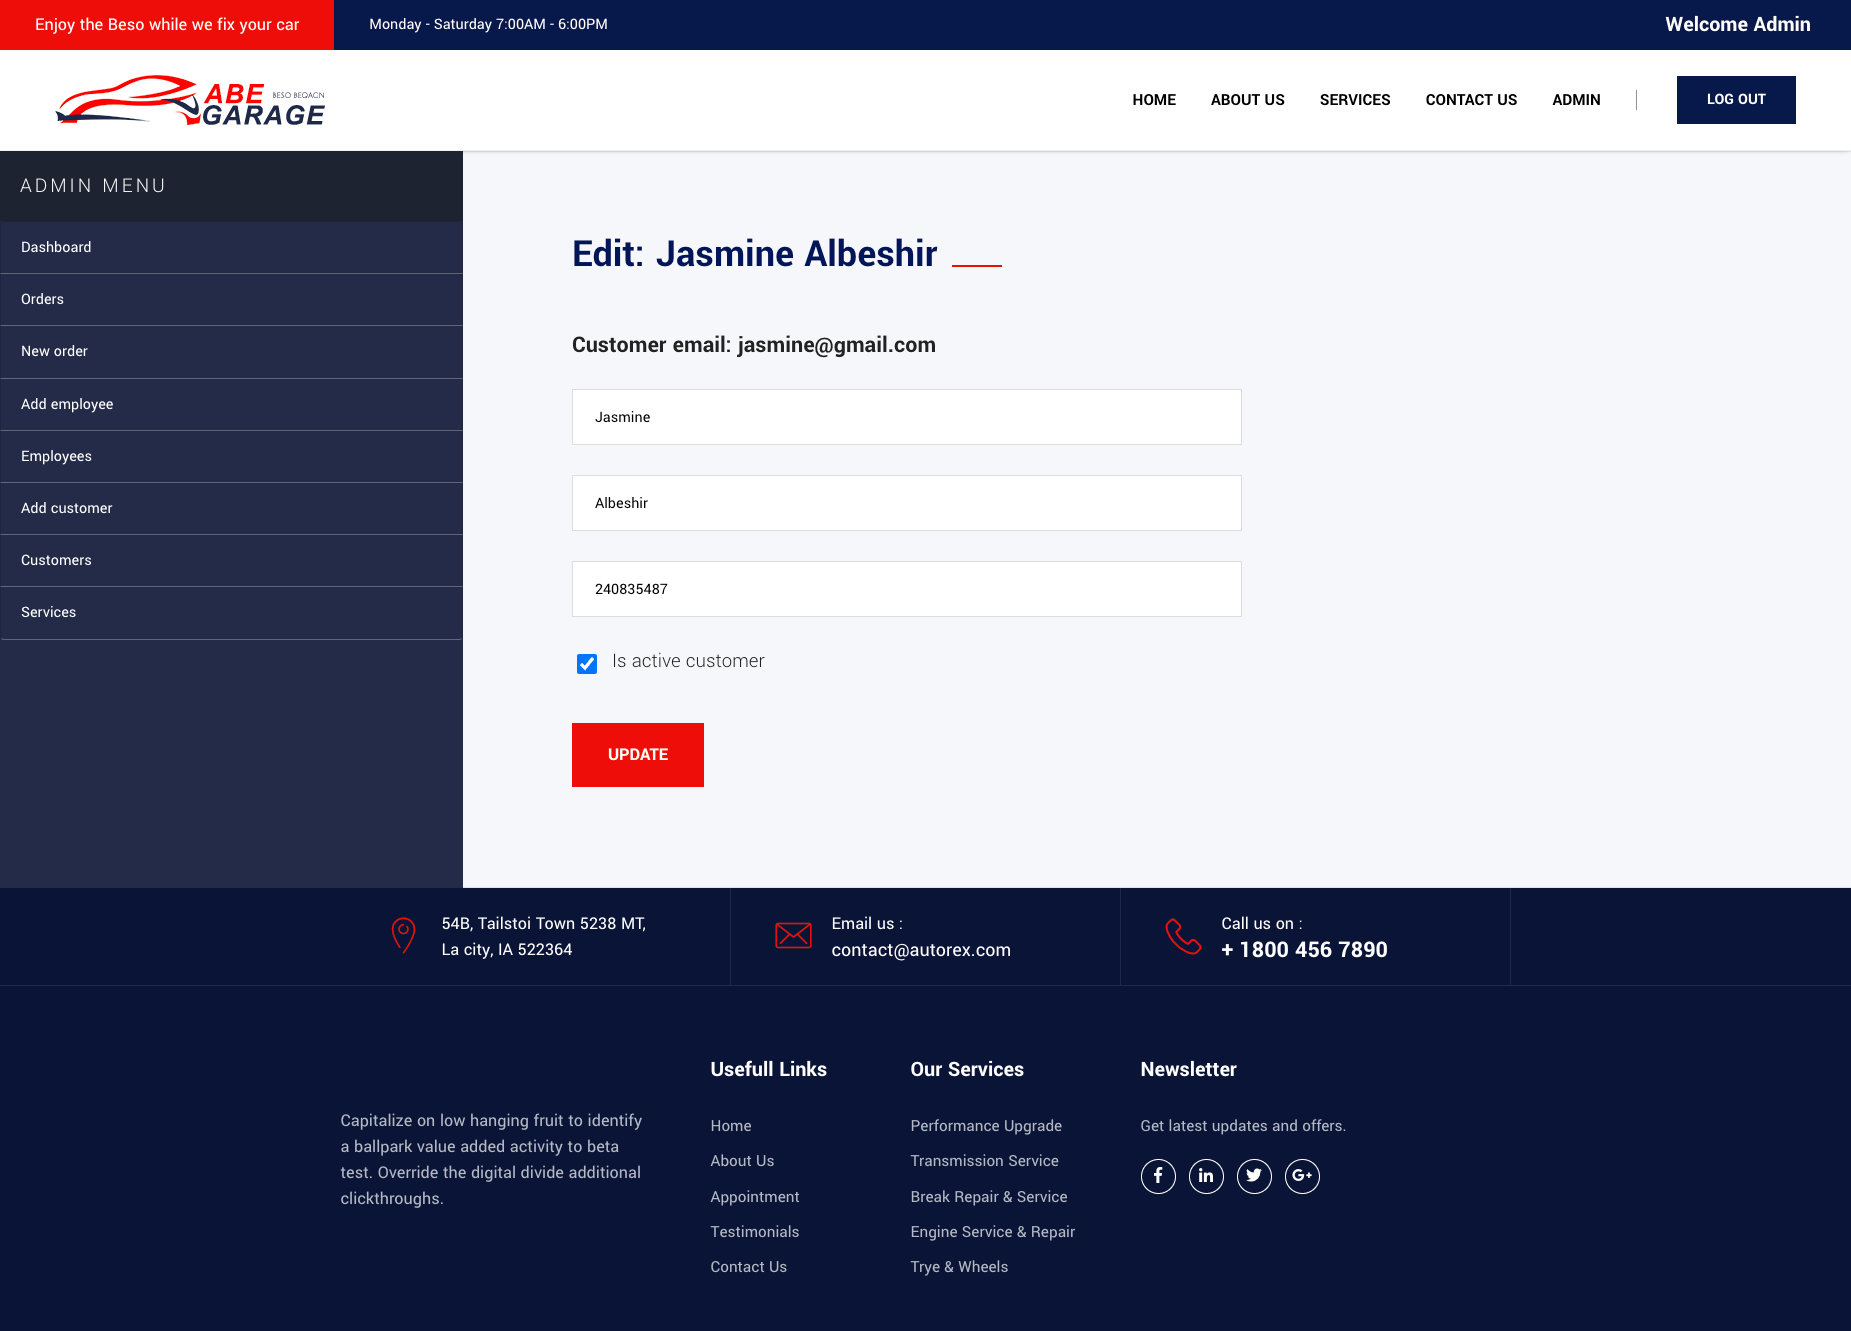 Enjoy the Beso while we fix your car
Monday - Saturday 7:00AM - 6:00PM
Welcome Admin
ABE
BESO BEQAGN
GARAGE
HOME
ABOUT US
SERVICES
CONTACT US
ADMIN
LOG OUT
ADMIN MENU
Dashboard
Orders
New order
Add employee
Employees
Add customer
Customers
Services
Edit: Jasmine Albeshir
Customer email: jasmine@gmail.com
Jasmine
Albeshir
240835487
Is active customer
UPDATE
54B, Tailstoi Town 5238 MT,
La city, IA 522364
Email us :
contact@autorex.com
Call us on :
+ 1800 456 7890
Capitalize on low hanging fruit to identify
a ballpark value added activity to beta
test. Override the digital divide additional
clickthroughs.
Usefull Links
Home
About Us
Appointment
Testimonials
Contact Us
Our Services
Performance Upgrade
Transmission Service
Break Repair & Service
Engine Service & Repair
Trye & Wheels
Newsletter
Get latest updates and offers.